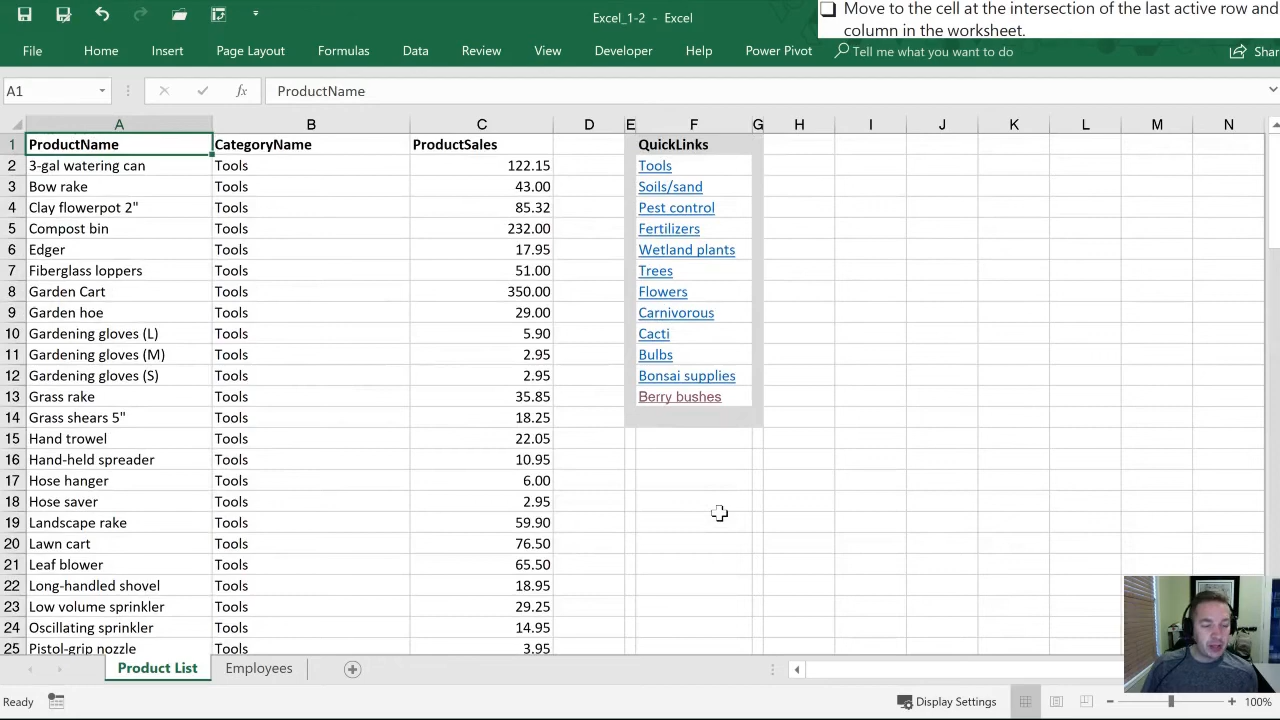 Excel_1-2 - Excel
Move to the cell at the intersection of the last active row and
column in the worksheet.
File Home Insert Page Layout Formulas Data Review View Developer Help Power Pivot Tell me what you want to do Shar
A1 fx ProductName
A B C D E F G H I J K L M N
1 ProductName CategoryName ProductSales QuickLinks
2 3-gal watering can Tools 122.15 Tools
3 Bow rake Tools 43.00 Soils/sand
4 Clay flowerpot 2" Tools 85.32 Pest control
5 Compost bin Tools 232.00 Fertilizers
6 Edger Tools 17.95 Wetland plants
7 Fiberglass loppers Tools 51.00 Trees
8 Garden Cart Tools 350.00 Flowers
9 Garden hoe Tools 29.00 Carnivorous
10 Gardening gloves (L) Tools 5.90 Cacti
11 Gardening gloves (M) Tools 2.95 Bulbs
12 Gardening gloves (S) Tools 2.95 Bonsai supplies
13 Grass rake Tools 35.85 Berry bushes
14 Grass shears 5" Tools 18.25
15 Hand trowel Tools 22.05
16 Hand-held spreader Tools 10.95
17 Hose hanger Tools 6.00
18 Hose saver Tools 2.95
19 Landscape rake Tools 59.90
20 Lawn cart Tools 76.50
21 Leaf blower Tools 65.50
22 Long-handled shovel Tools 18.95
23 Low volume sprinkler Tools 29.25
24 Oscillating sprinkler Tools 14.95
25 Pistol-grip nozzle Tools 3.95
Product List Employees
Ready Display Settings 100%